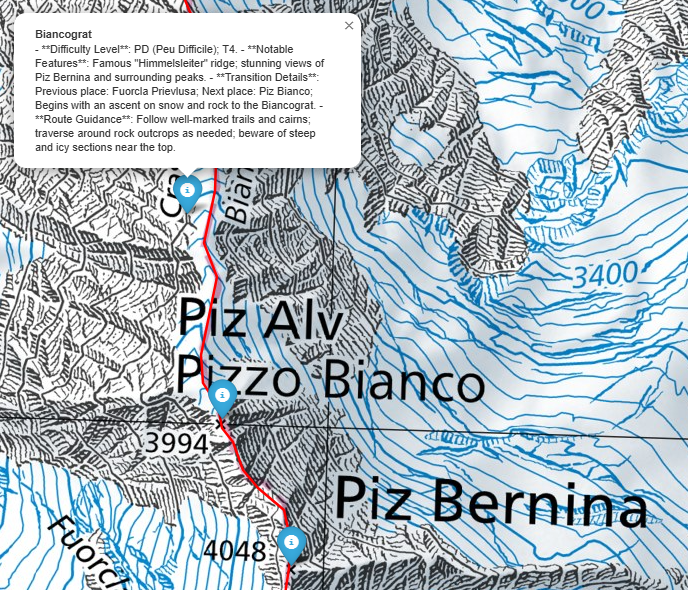 ×
Biancograt
- **Difficulty Level**: PD (Peu Difficile); T4. - **Notable
Features**: Famous "Himmelsleiter" ridge; stunning views of
Piz Bernina and surrounding peaks. - **Transition Details**:
Previous place: Fuorcla Prievlusa; Next place: Piz Bianco;
Begins with an ascent on snow and rock to the Biancograt. -
**Route Guidance**: Follow well-marked trails and cairns;
traverse around rock outcrops as needed; beware of steep
and icy sections near the top.
3400
Piz Alv
Pizzo Bianco
3994
Piz Bernina
4048